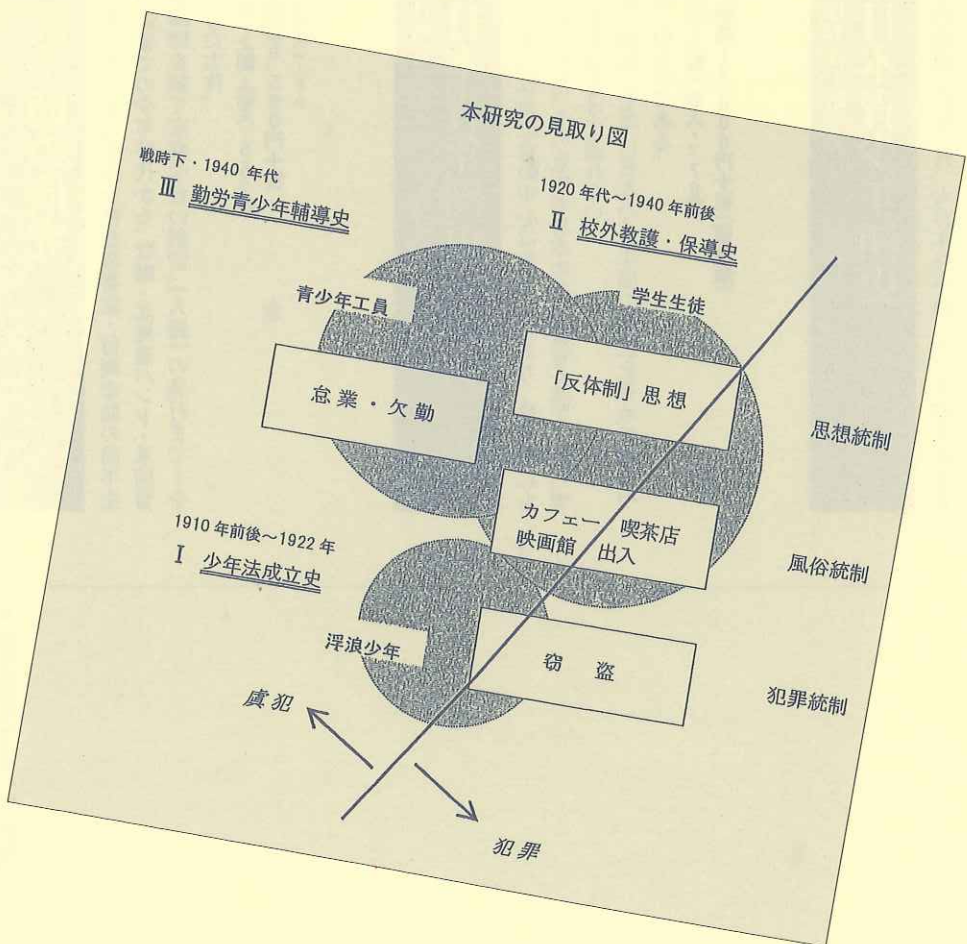 本研究の見取り図
戦時下・1940 年代
Ⅲ 勤労青少年輔導史
1920 年代～1940 年前後
Ⅱ 校外教護・保導史
青少年工員
学生生徒
怠業・欠勤
「反体制」思想
思想統制
カフェー 喫茶店
映画館 出入
風俗統制
1910 年前後～1922 年
Ⅰ 少年法成立史
浮浪少年
窃 盗
犯罪統制
虞犯
犯罪